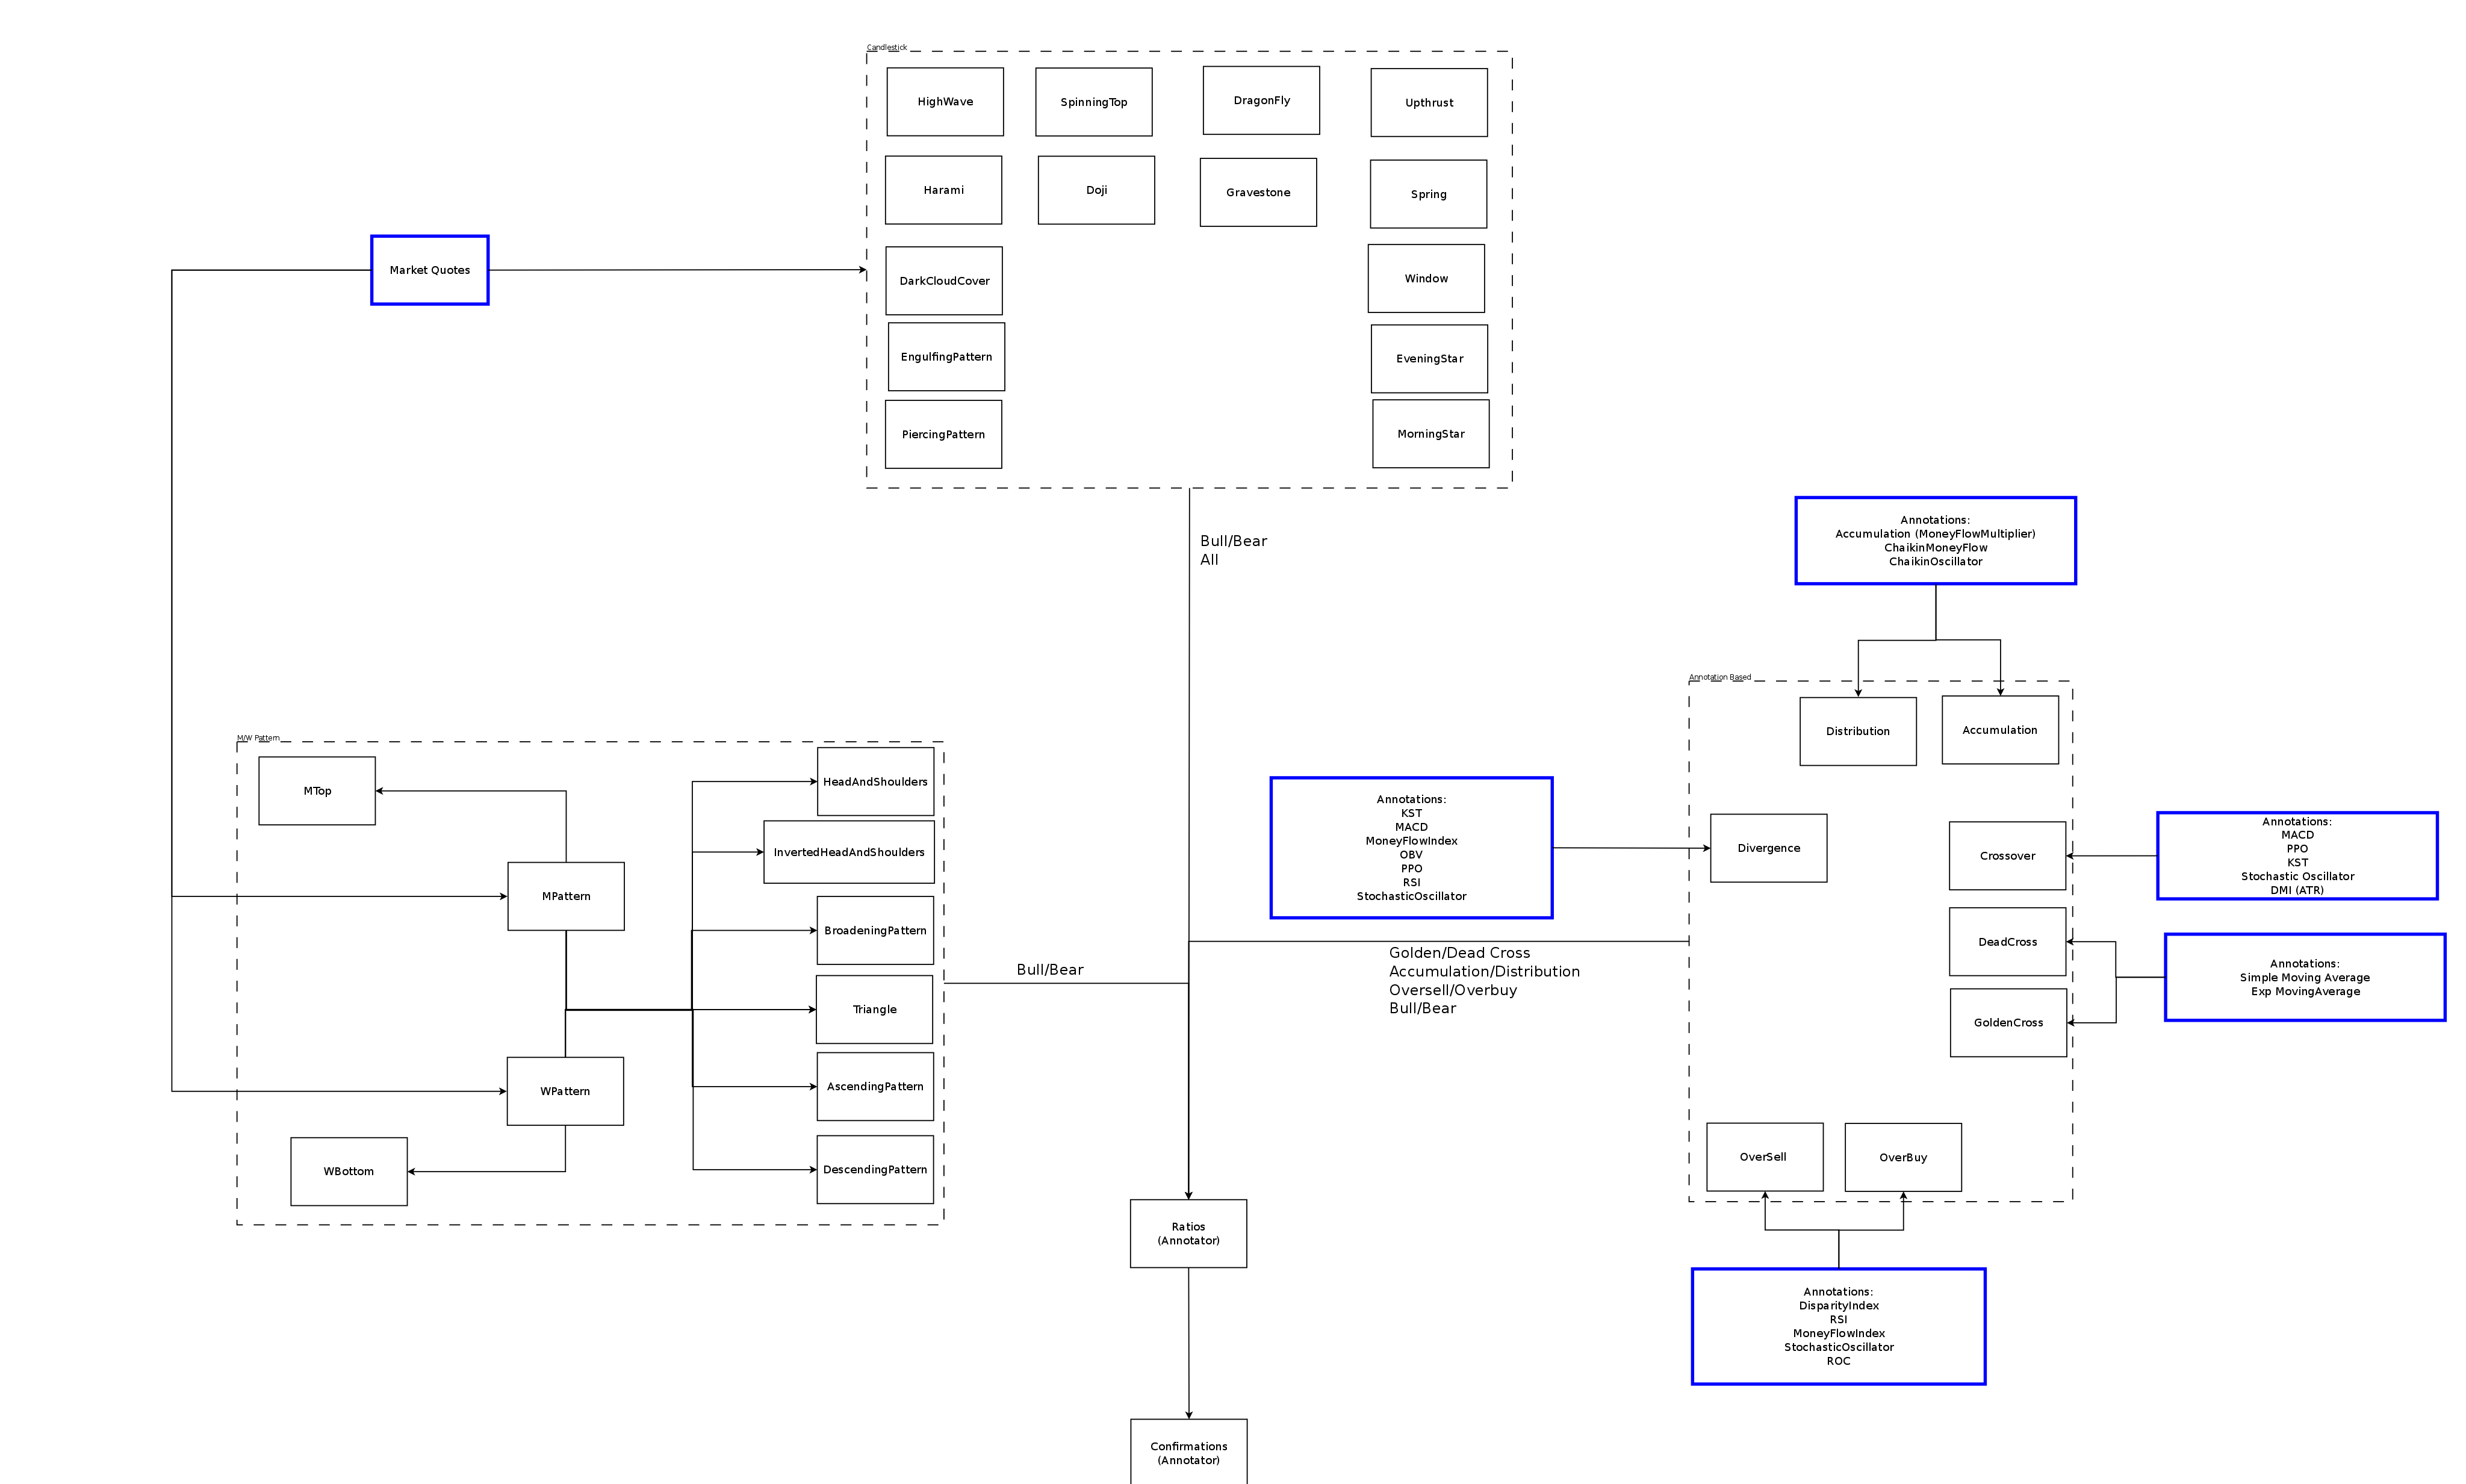 Candlestick
HighWave
SpinningTop
DragonFly
Upthrust
Harami
Doji
Gravestone
Spring
Market Quotes
DarkCloudCover
Window
EngulfingPattern
EveningStar
PiercingPattern
MorningStar
Bull/Bear
All
Annotations:
Accumulation (MoneyFlowMultiplier)
ChaikinMoneyFlow
ChaikinOscillator
M/W Pattern
MTop
HeadAndShoulders
InvertedHeadAndShoulders
MPattern
BroadeningPattern
Triangle
WPattern
AscendingPattern
WBottom
DescendingPattern
Bull/Bear
Annotations:
KST
MACD
MoneyFlowIndex
OBV
PPO
RSI
StochasticOscillator
Golden/Dead Cross
Accumulation/Distribution
Oversell/Overbuy
Bull/Bear
Annotation Based
Distribution
Accumulation
Divergence
Crossover
DeadCross
GoldenCross
OverSell
OverBuy
Annotations:
MACD
PPO
KST
Stochastic Oscillator
DMI (ATR)
Annotations:
Simple Moving Average
Exp MovingAverage
Annotations:
DisparityIndex
RSI
MoneyFlowIndex
StochasticOscillator
ROC
Ratios
(Annotator)
Confirmations
(Annotator)